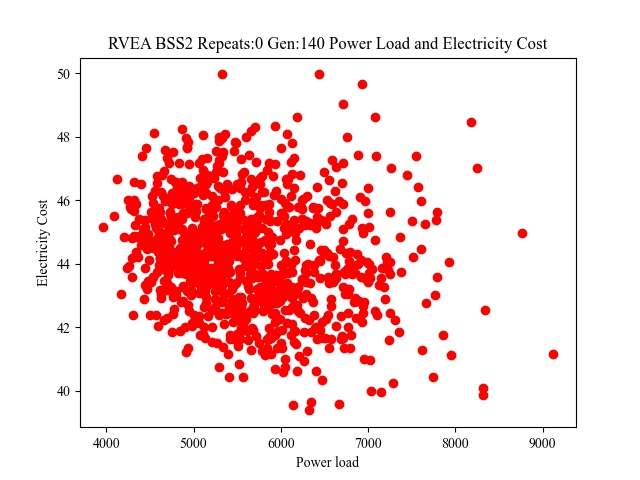 RVEA BSS2 Repeats:0 Gen:140 Power Load and Electricity Cost
50
48
46
44
42
40
Electricity Cost
4000 5000 6000 7000 8000 9000
Power load